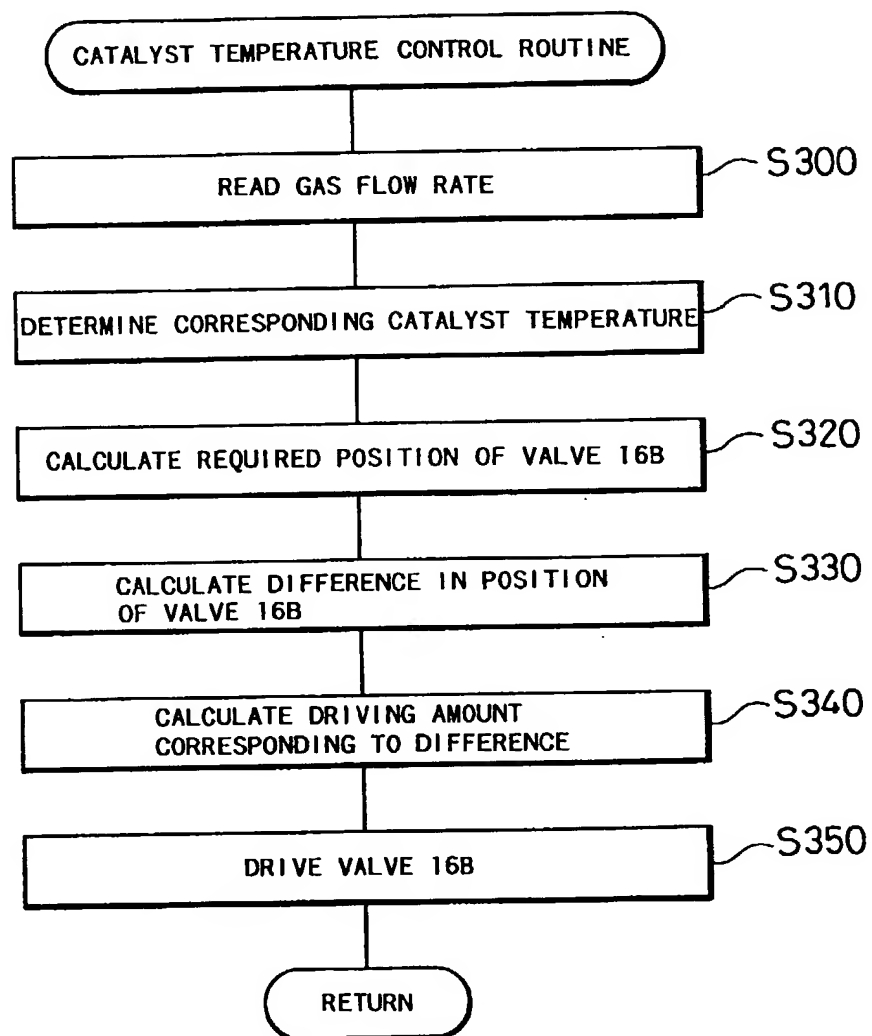 CATALYST TEMPERATURE CONTROL ROUTINE
READ GAS FLOW RATE
S300
DETERMINE CORRESPONDING CATALYST TEMPERATURE
S310
CALCULATE REQUIRED POSITION OF VALVE 16B
S320
CALCULATE DIFFERENCE IN POSITION
OF VALVE 16B
S330
CALCULATE DRIVING AMOUNT
CORRESPONDING TO DIFFERENCE
S340
DRIVE VALVE 16B
S350
RETURN